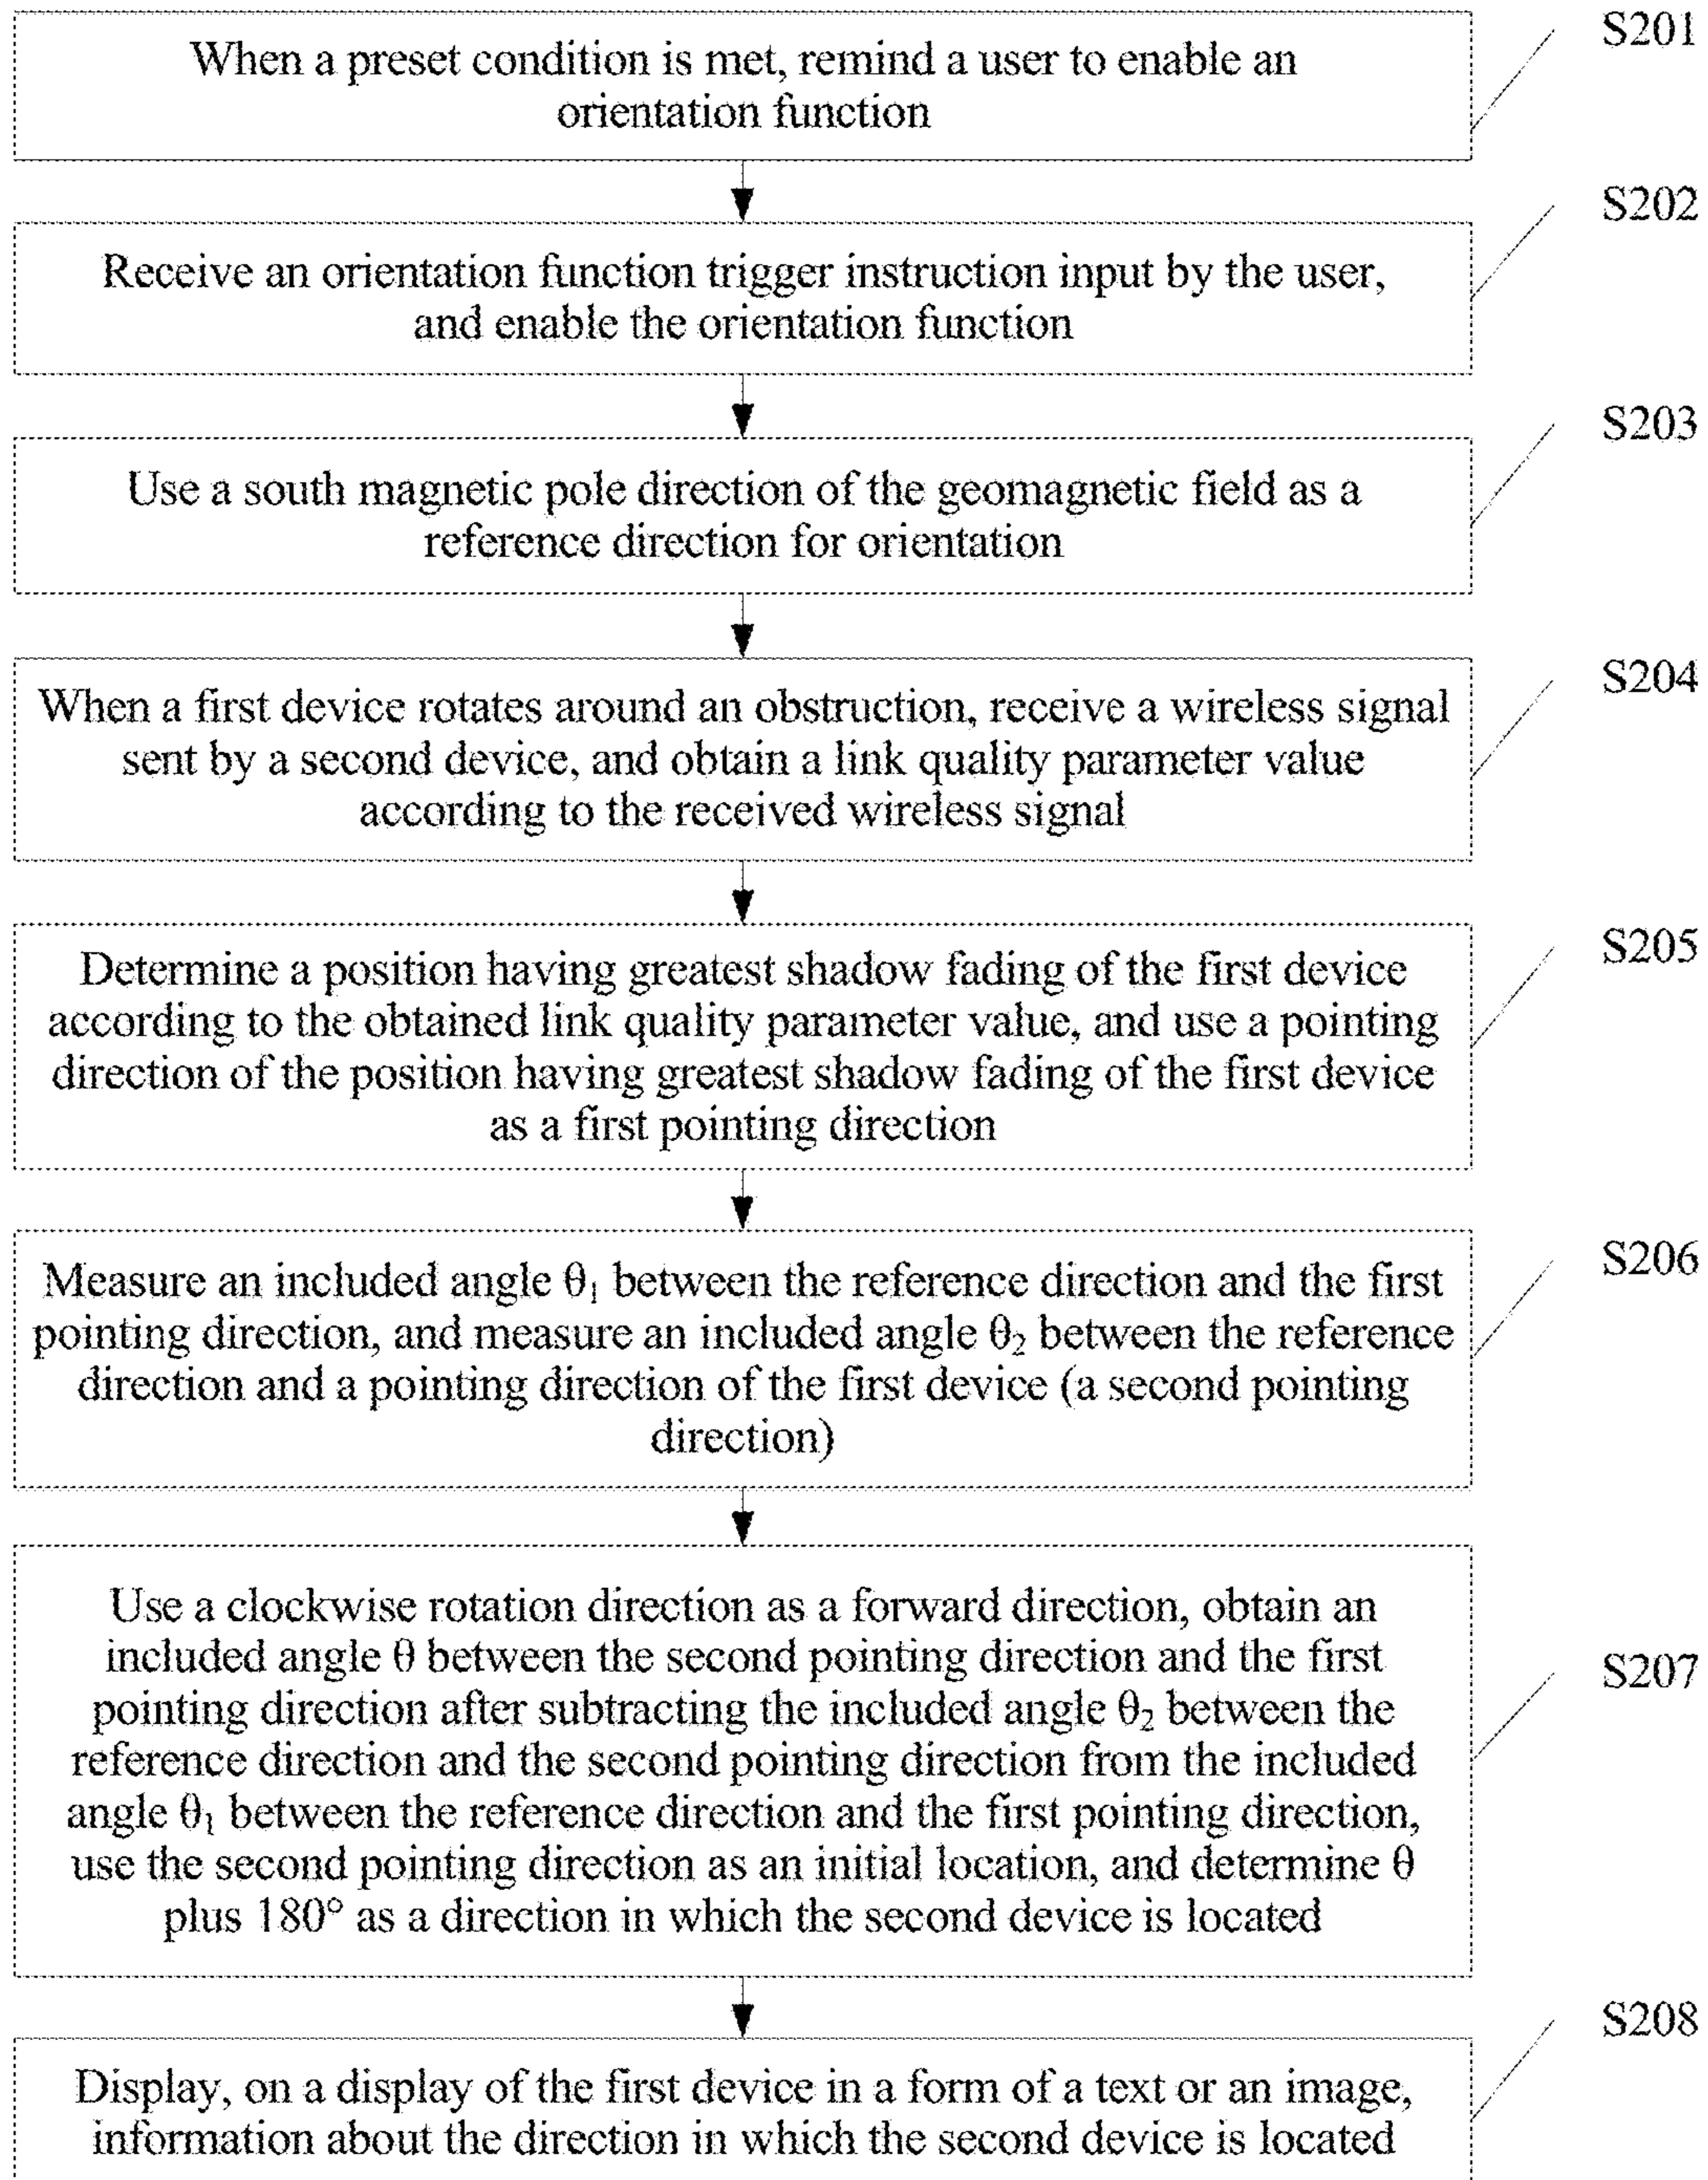 When a preset condition is met, remind a user to enable an
orientation function
S201
Receive an orientation function trigger instruction input by the user,
and enable the orientation function
S202
Use a south magnetic pole direction of the geomagnetic field as a
reference direction for orientation
S203
When a first device rotates around an obstruction, receive a wireless signal
sent by a second device, and obtain a link quality parameter value
according to the received wireless signal
S204
Determine a position having greatest shadow fading of the first device
according to the obtained link quality parameter value, and use a pointing
direction of the position having greatest shadow fading of the first device
as a first pointing direction
S205
Measure an included angle θ₁ between the reference direction and the first
pointing direction, and measure an included angle θ₂ between the reference
direction and a pointing direction of the first device (a second pointing
direction)
S206
Use a clockwise rotation direction as a forward direction, obtain an
included angle θ between the second pointing direction and the first
pointing direction after subtracting the included angle θ₂ between the
reference direction and the second pointing direction from the included
angle θ₁ between the reference direction and the first pointing direction,
use the second pointing direction as an initial location, and determine θ
plus 180° as a direction in which the second device is located
S207
Display, on a display of the first device in a form of a text or an image,
information about the direction in which the second device is located
S208